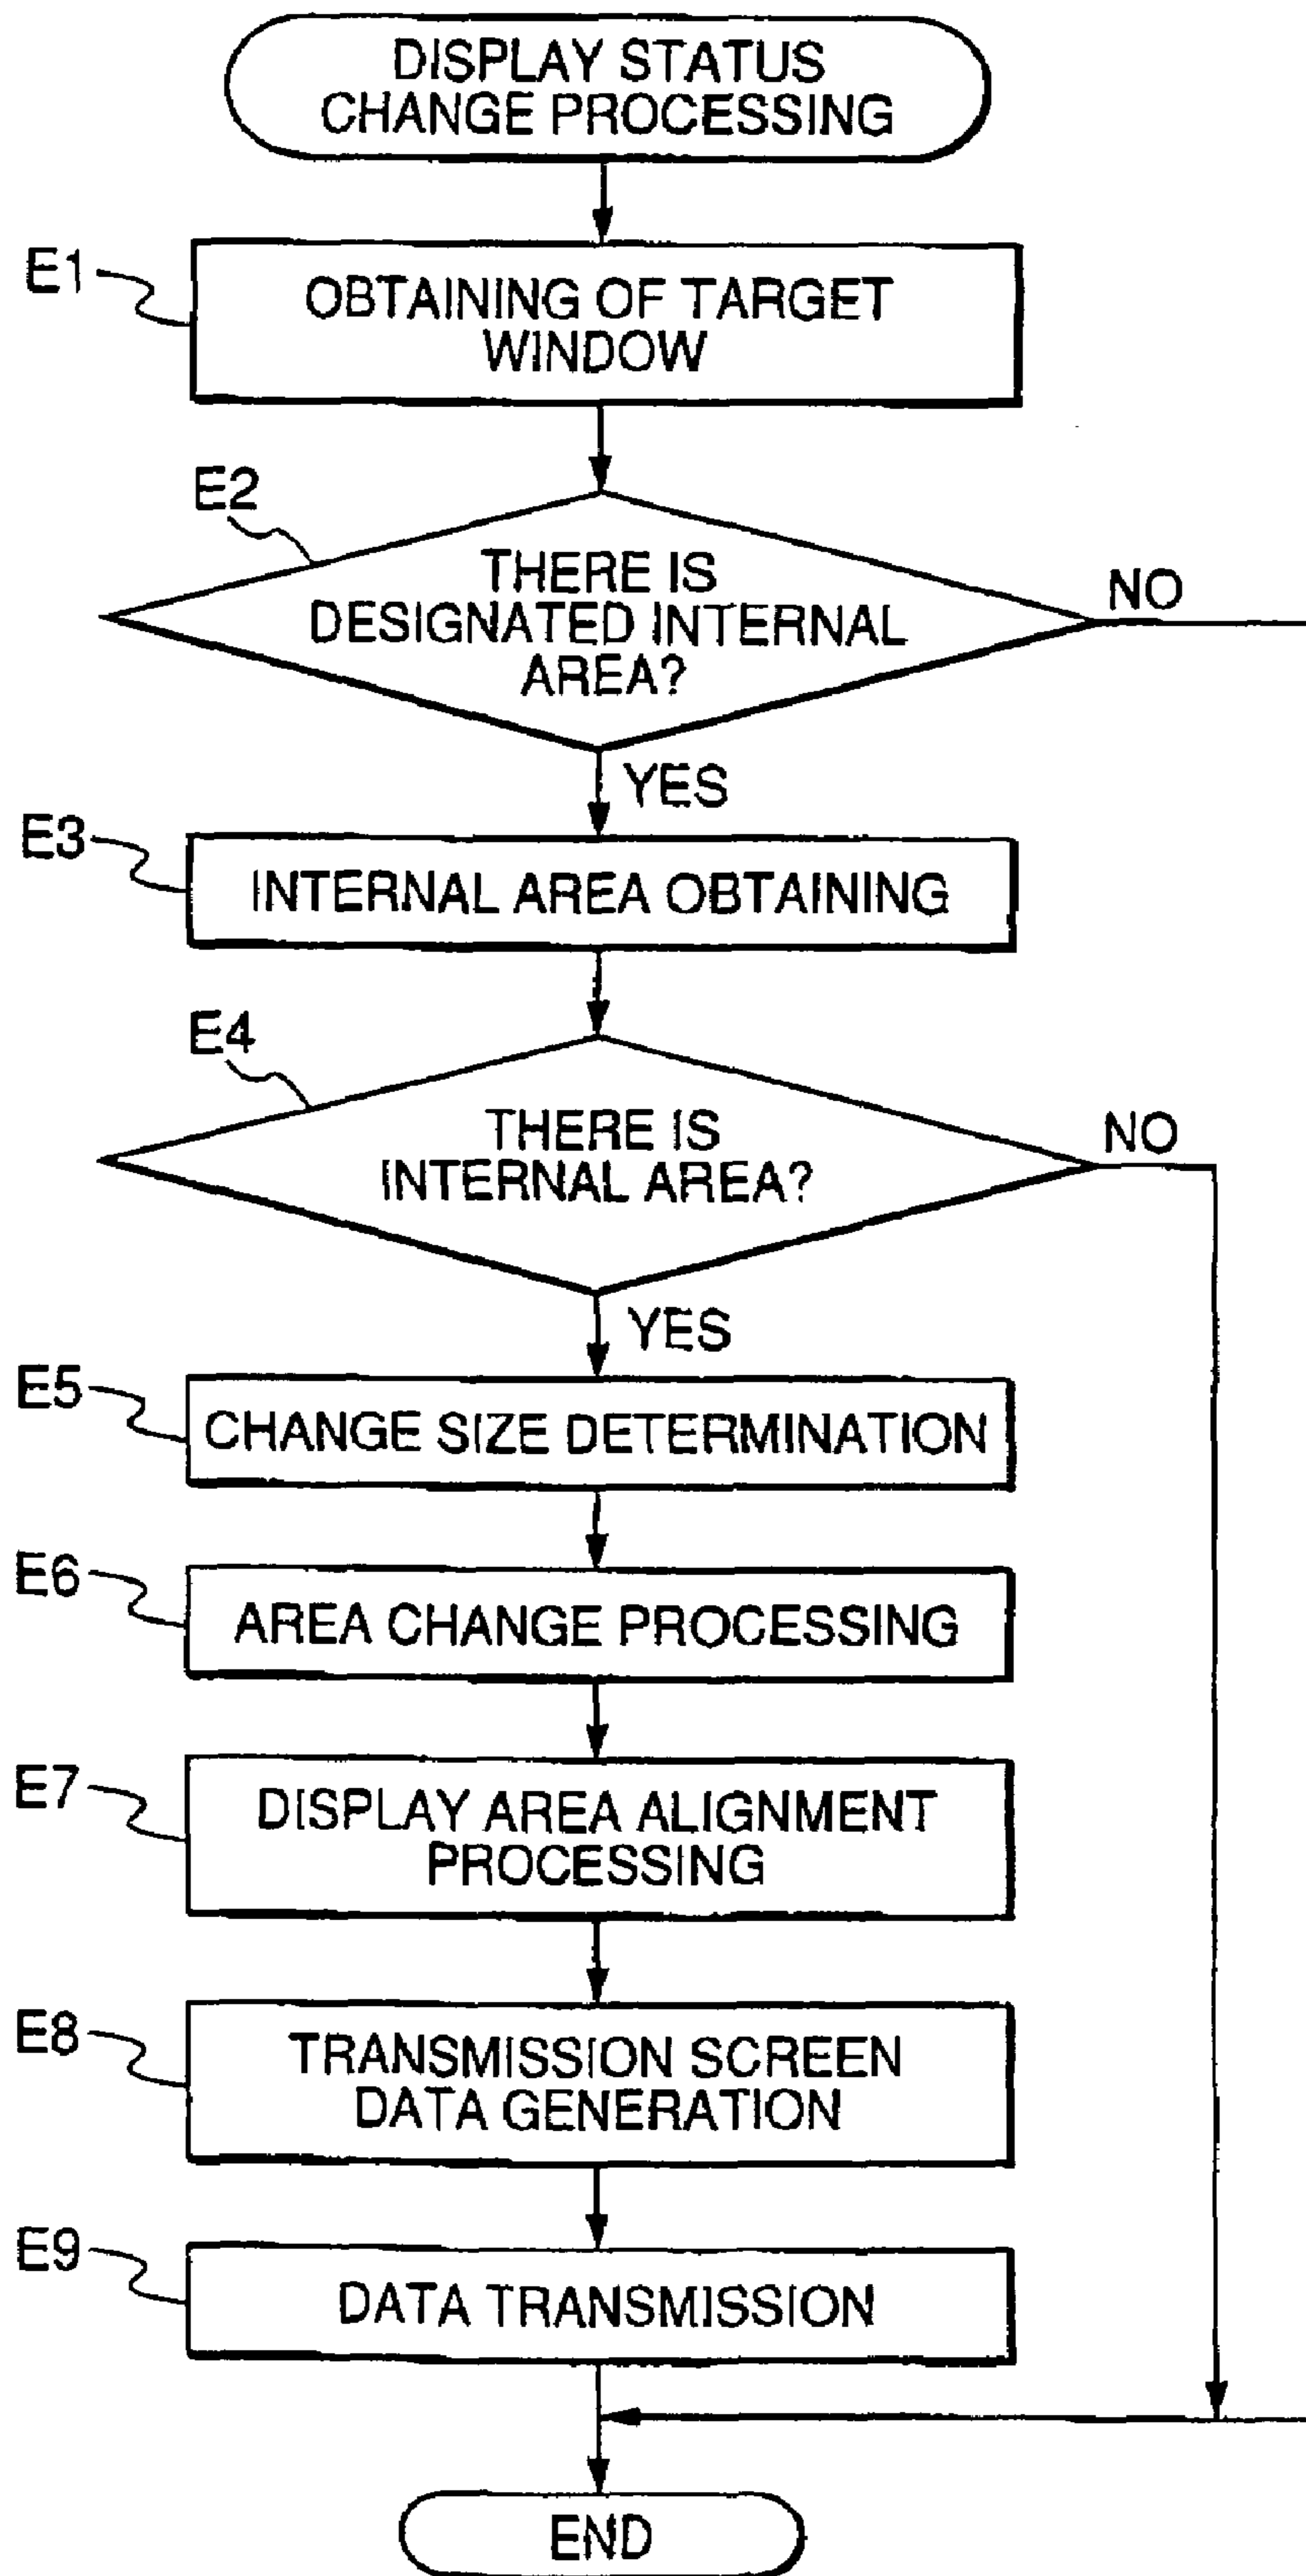 DISPLAY STATUS
CHANGE PROCESSING
E1
OBTAINING OF TARGET
WINDOW
E2
THERE IS
DESIGNATED INTERNAL
AREA?
NO
YES
E3
INTERNAL AREA OBTAINING
E4
THERE IS
INTERNAL AREA?
NO
YES
E5
CHANGE SIZE DETERMINATION
E6
AREA CHANGE PROCESSING
E7
DISPLAY AREA ALIGNMENT
PROCESSING
E8
TRANSMISSION SCREEN
DATA GENERATION
E9
DATA TRANSMISSION
END